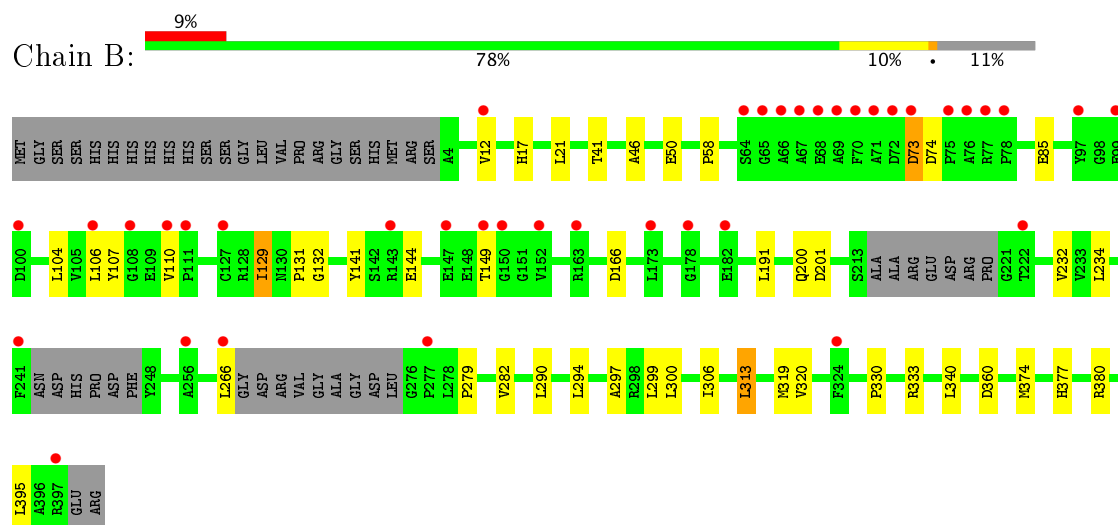 9%
Chain B:
78% 10% • 11%
MET GLY SER SER HIS HIS HIS HIS HIS HIS SER SER GLY LEU VAL PRO ARG GLY SER HIS MET ARG SER A4 V12 H17 L21 T41 A46 E50 P58 S64 G65 A66 A67 E68 A69 F70 A71 D72 D73 D74 P75 A76 R77 P78 E85 Y97 G98 E99
D100 L104 V105 L106 Y107 G108 E109 V110 P111 C127 R128 I129 N130 P131 G132 Y141 S142 R143 E144 E147 E148 T149 G150 G151 V152 R163 D166 L173 G178 E182 L191 Q200 D201 S213 ALA ALA ARG GLU ASP ARG PRO G221 T222 V232 V233 L234
F241 ASN ASP HIS PRO ASP PHE Y248 A256 L266 GLY ASP ARG VAL GLY ALA GLY ASP LEU G276 P277 L278 P279 V282 L290 L294 A297 R298 L299 L300 I306 L313 M319 V320 F324 P330 R333 L340 D360 M374 H377 R380
L395 A396 R397 GLU ARG